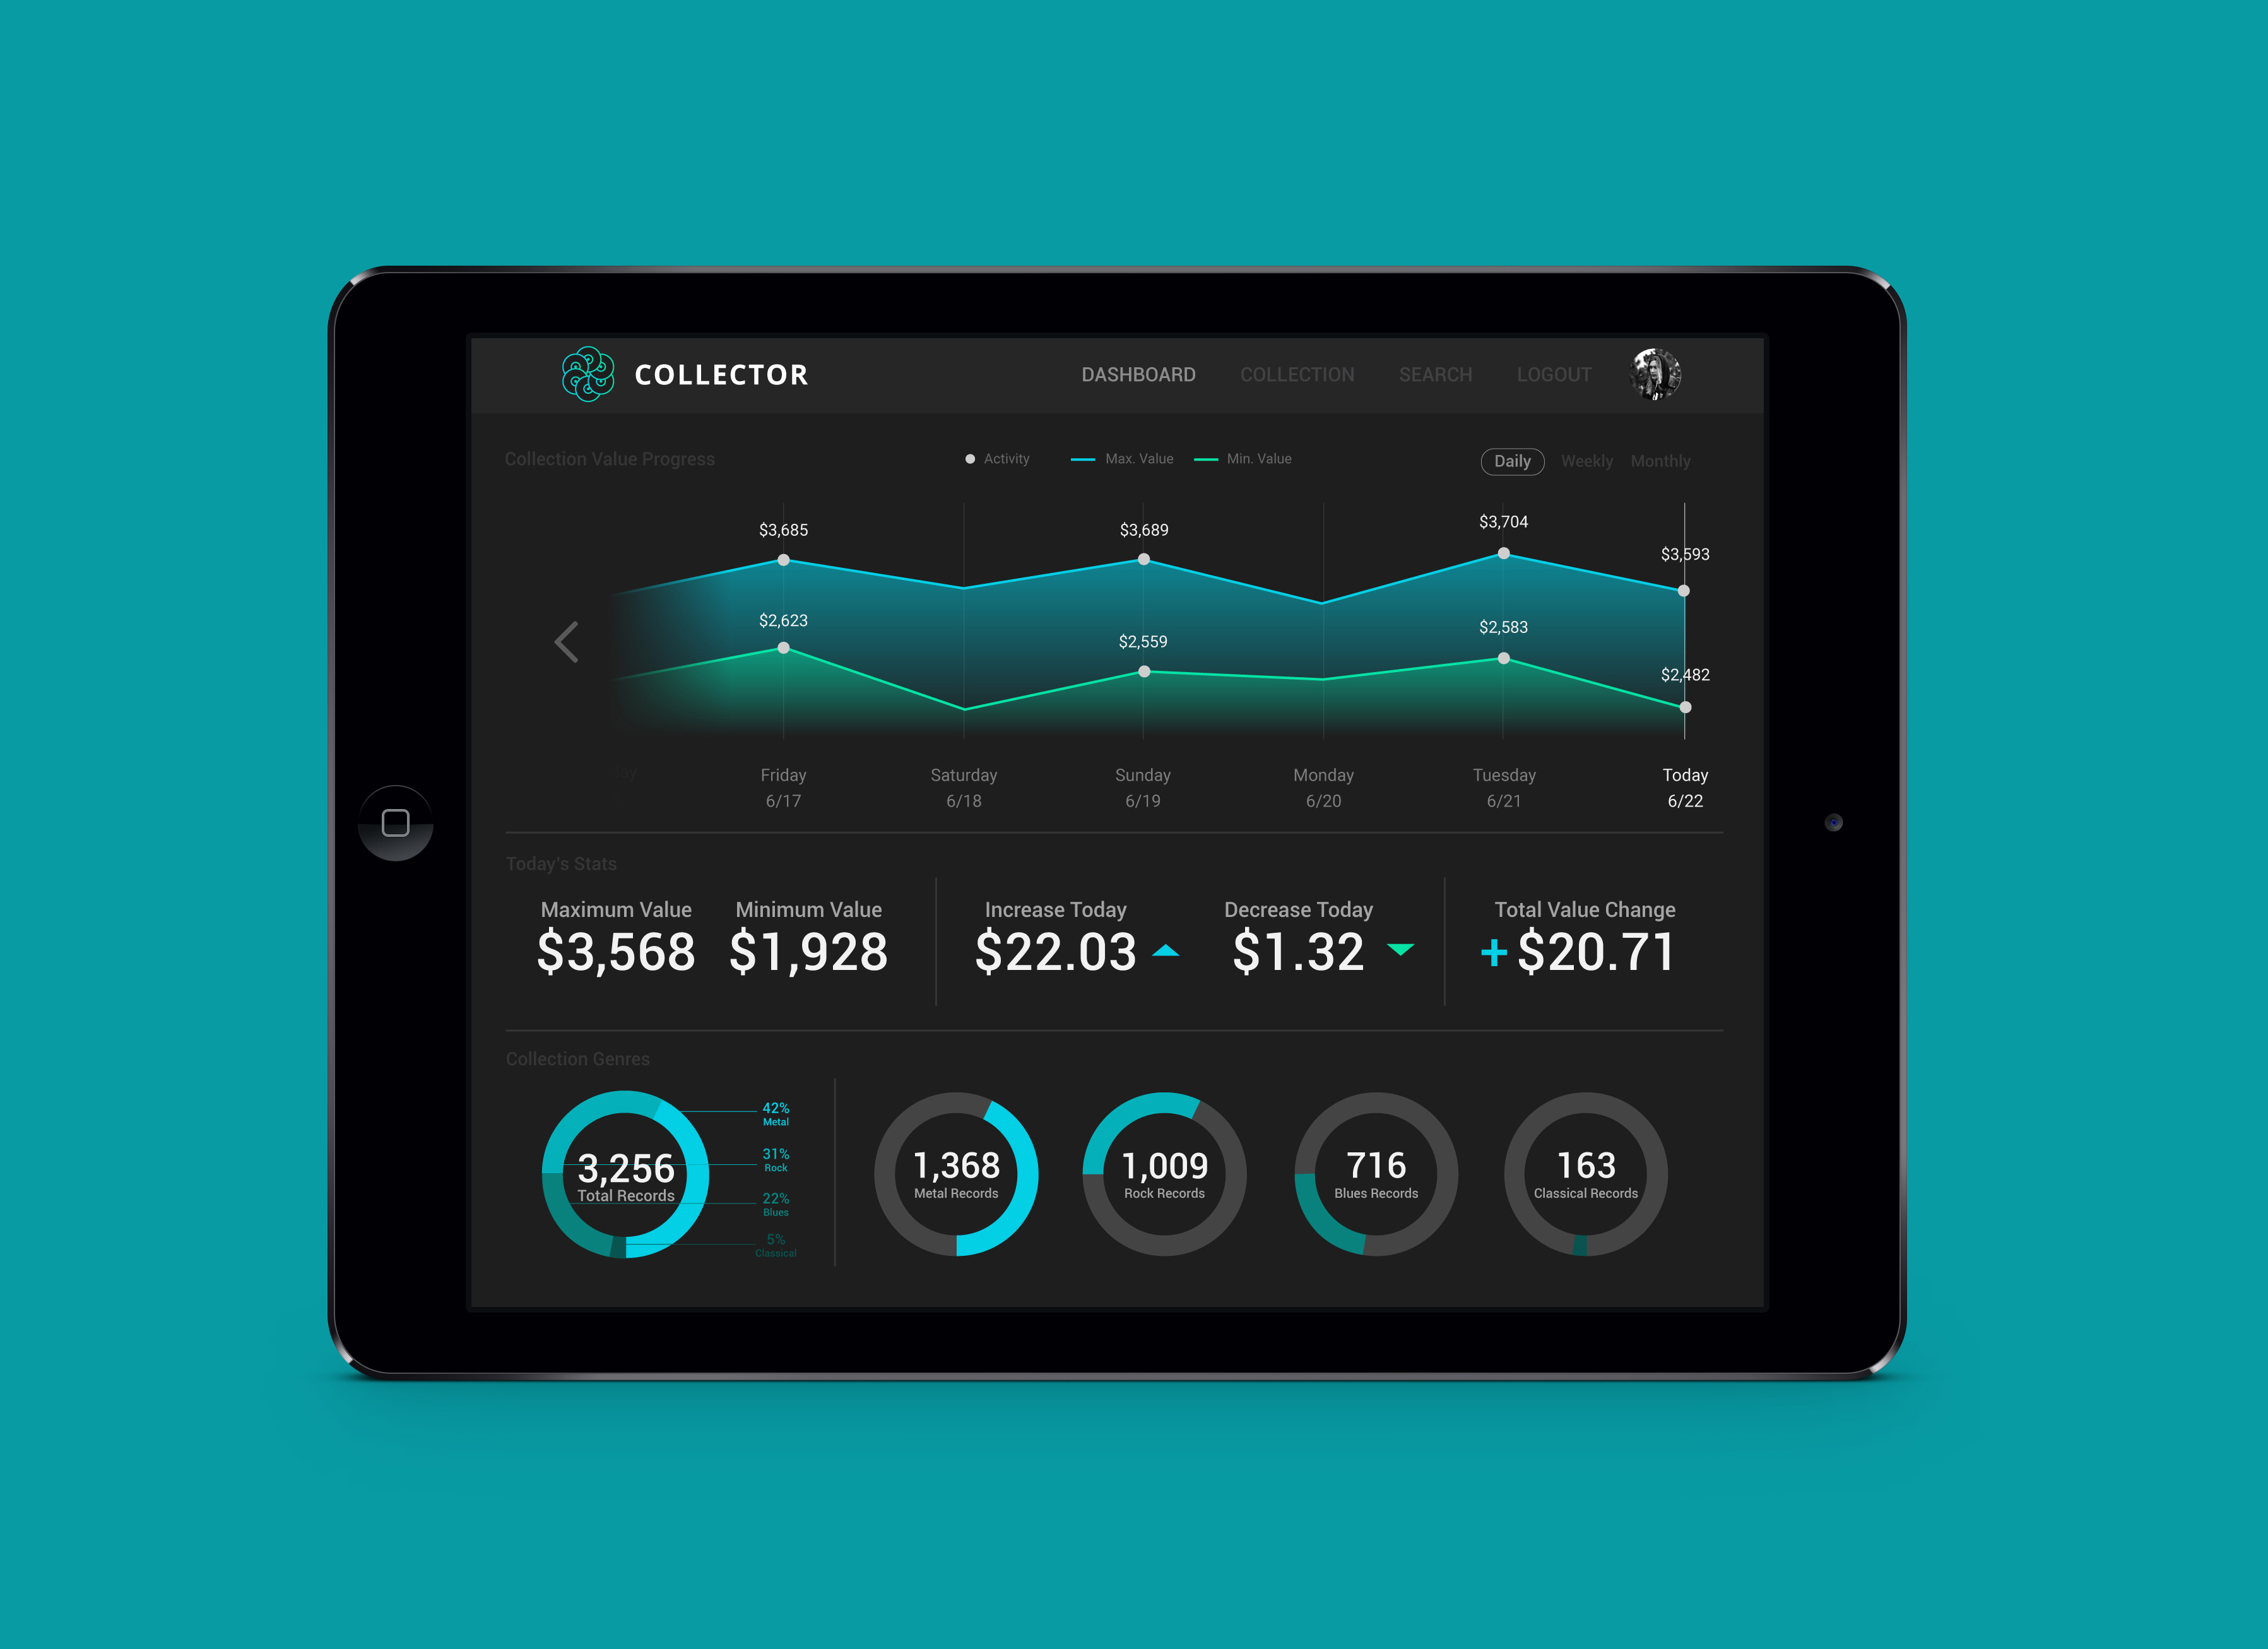 COLLECTOR
DASHBOARD COLLECTION SEARCH LOGOUT
Collection Value Progress
Activity Max. Value Min. Value
Daily Weekly Monthly
$3,685 $3,689 $3,704 $3,593
$2,623 $2,559 $2,583 $2,482
Friday Saturday Sunday Monday Tuesday Today
6/17 6/18 6/19 6/20 6/21 6/22
Today's Stats
Maximum Value Minimum Value Increase Today Decrease Today Total Value Change
$3,568 $1,928 $22.03 $1.32 +$20.71
Collection Genres
3,256
Total Records
42%
Metal
31%
Rock
22%
Blues
5%
Classical
1,368
Metal Records
1,009
Rock Records
716
Blues Records
163
Classical Records